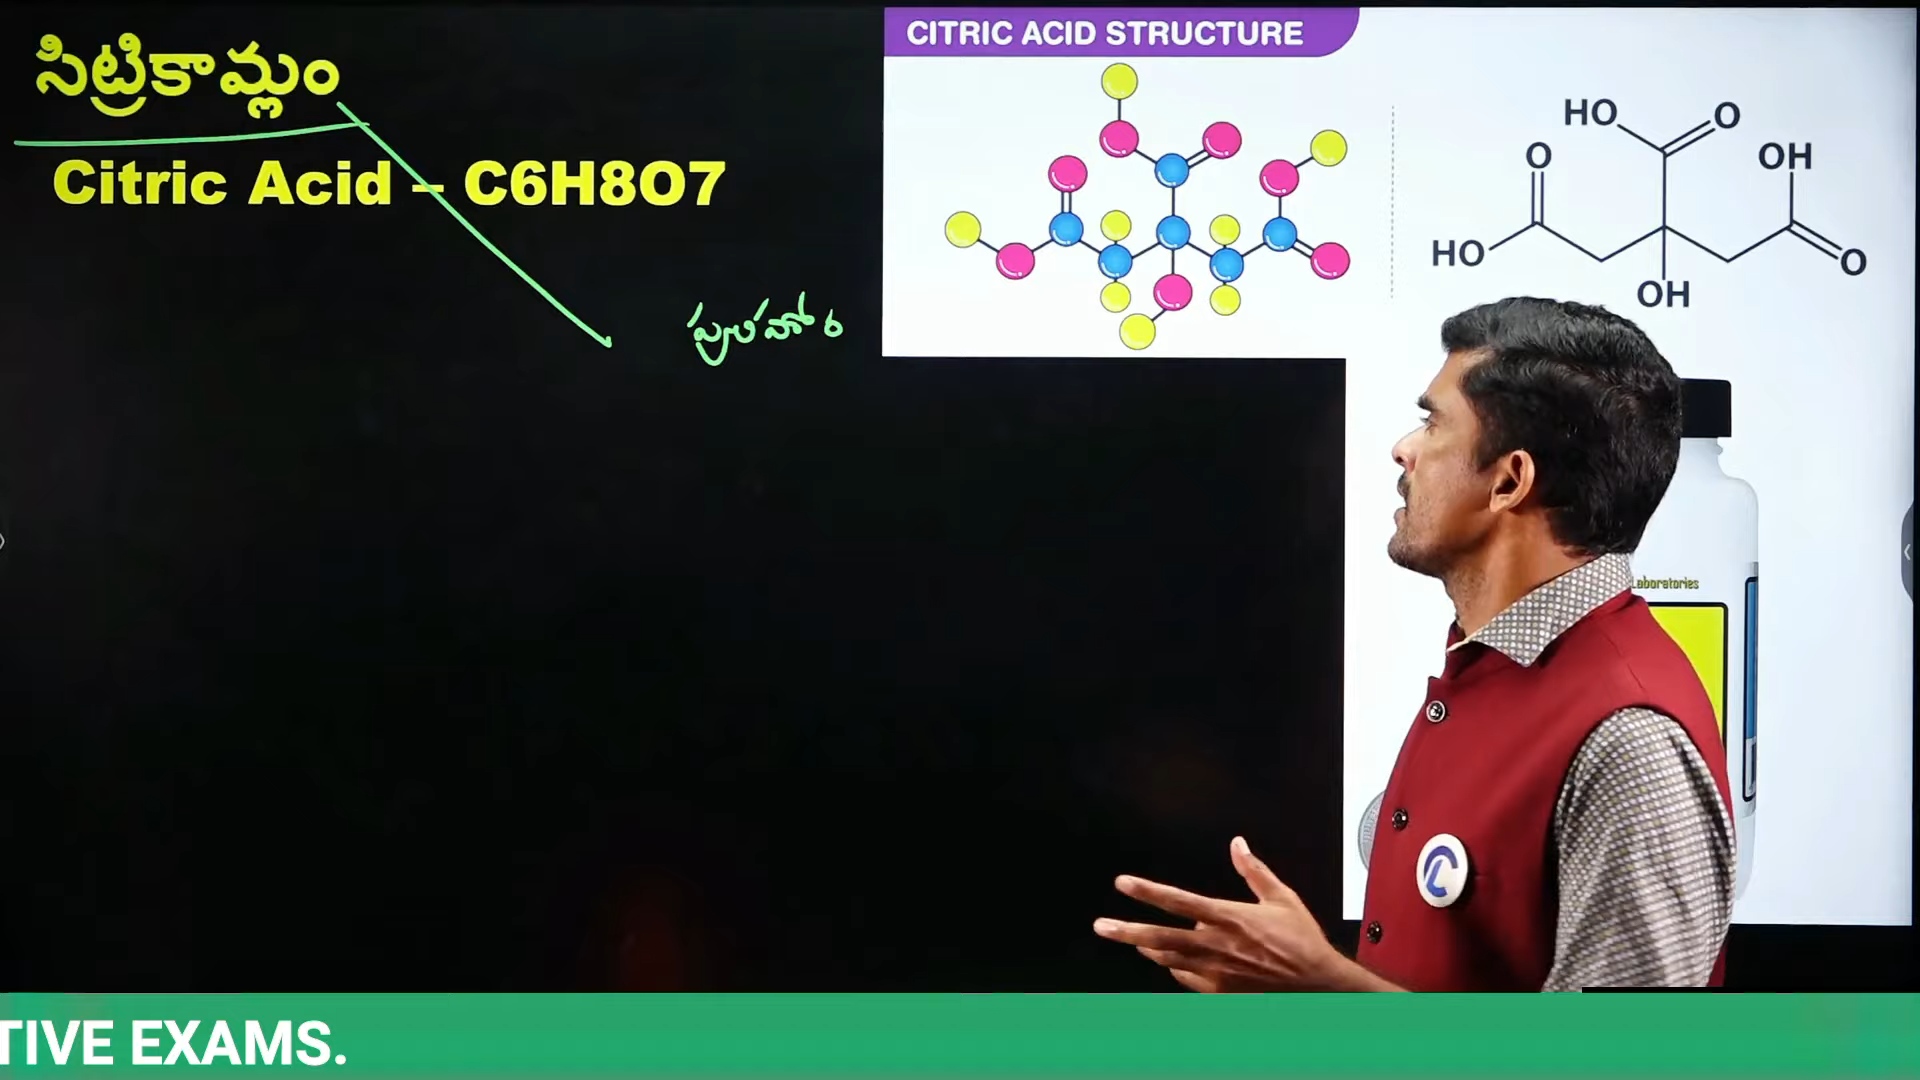 సిట్రికామ్లం
Citric Acid – C6H8O7
పులిహోర
CITRIC ACID STRUCTURE
HO
O
O
OH
HO
O
OH
Laboratories
TIVE EXAMS.